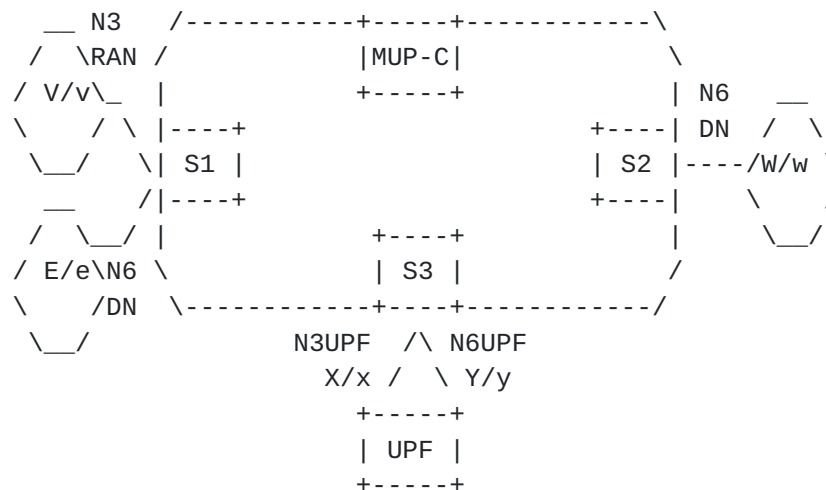 __ N3 /-----------+-----+------------\
/ \RAN / |MUP-C| \
/ V/v\_ | +-----+ | N6 __
\ / \ |----+ +----| DN / \
\__/ \| S1 | | S2 |----/W/w \
__ /|----+ +----| \ /
/ \__/ | +----+ | \__/
/ E/e\N6 \ | S3 | /
\ /DN \------------+----+------------/
\__/ N3UPF /\ N6UPF
X/x / \ Y/y
+-----+
| UPF |
+-----+